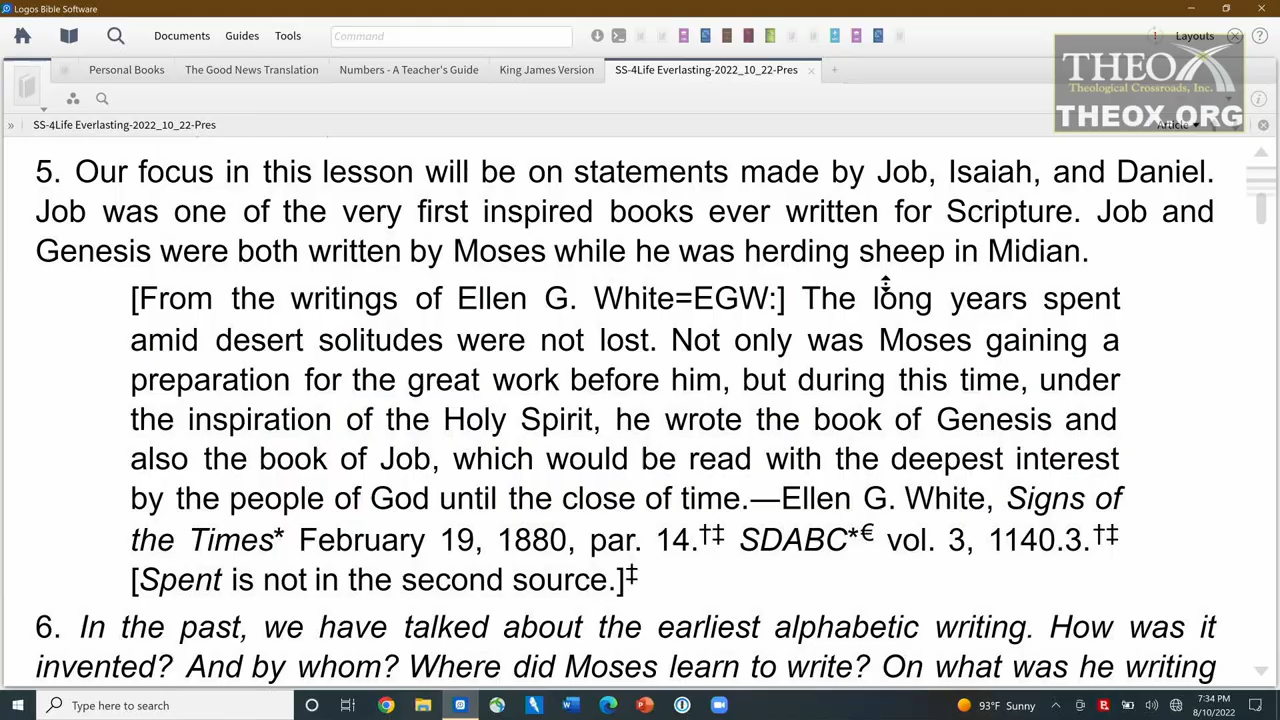 Logos Bible Software
Documents Guides Tools Command Layouts
Personal Books The Good News Translation Numbers - A Teacher's Guide King James Version SS-4Life Everlasting-2022_10_22-Pres
THEOX
Theological Crossroads, Inc.
THEOX.ORG
SS-4Life Everlasting-2022_10_22-Pres Article
5. Our focus in this lesson will be on statements made by Job, Isaiah, and Daniel.
Job was one of the very first inspired books ever written for Scripture. Job and
Genesis were both written by Moses while he was herding sheep in Midian.
[From the writings of Ellen G. White=EGW:] The long years spent
amid desert solitudes were not lost. Not only was Moses gaining a
preparation for the great work before him, but during this time, under
the inspiration of the Holy Spirit, he wrote the book of Genesis and
also the book of Job, which would be read with the deepest interest
by the people of God until the close of time.—Ellen G. White, Signs of
the Times* February 19, 1880, par. 14.†‡ SDABC*€ vol. 3, 1140.3.†‡
[Spent is not in the second source.]‡
6. In the past, we have talked about the earliest alphabetic writing. How was it
invented? And by whom? Where did Moses learn to write? On what was he writing
Type here to search 93°F Sunny 7:34 PM
8/10/2022